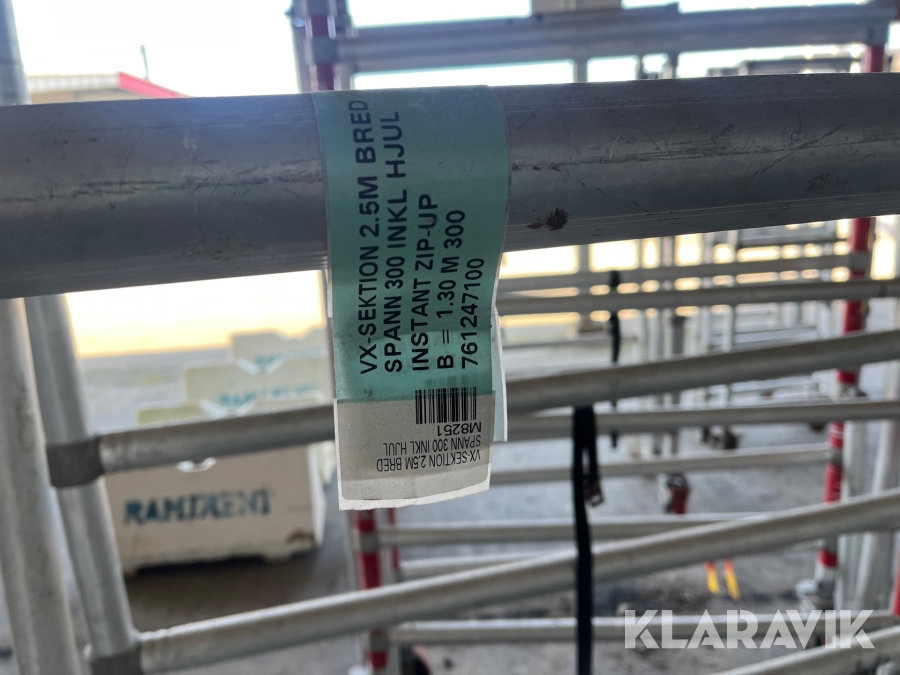 VX-SEKTION 2.5M BRED
SPANN 300 INKL HJUL
INSTANT ZIP-UP
B = 1.30 M 300
761247100
M8251
VX-SEKTION 2.5M BRED
SPANN 300 INKL HJUL
RAMIRENT
KLARAVIK